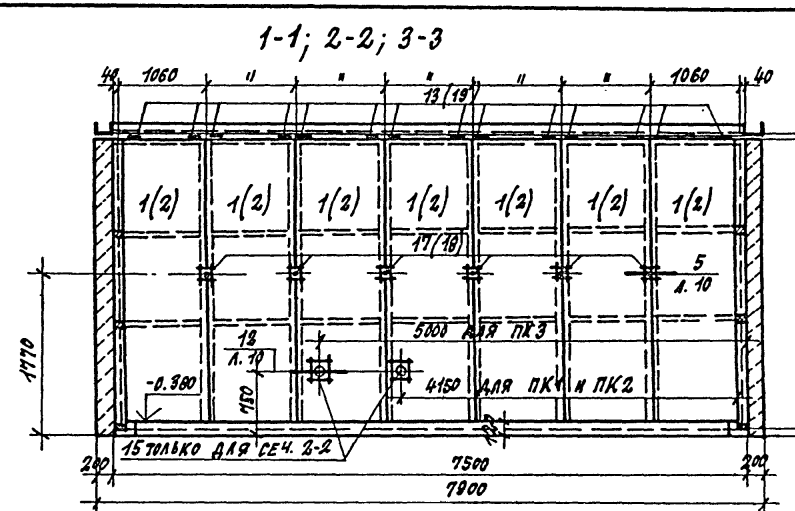 1-1; 2-2; 3-3
40 1060 " " " " " 1060 40
13(19)
1(2) 1(2) 1(2) 1(2) 1(2) 1(2) 1(2)
17(18)
5
Л. 10
1770
5000 ДЛЯ ПК3
12
Л. 10
-0.380
750
4150 ДЛЯ ПК1 и ПК2
15 ТОЛЬКО ДЛЯ СЕЧ. 2-2
200 7500 200
7900